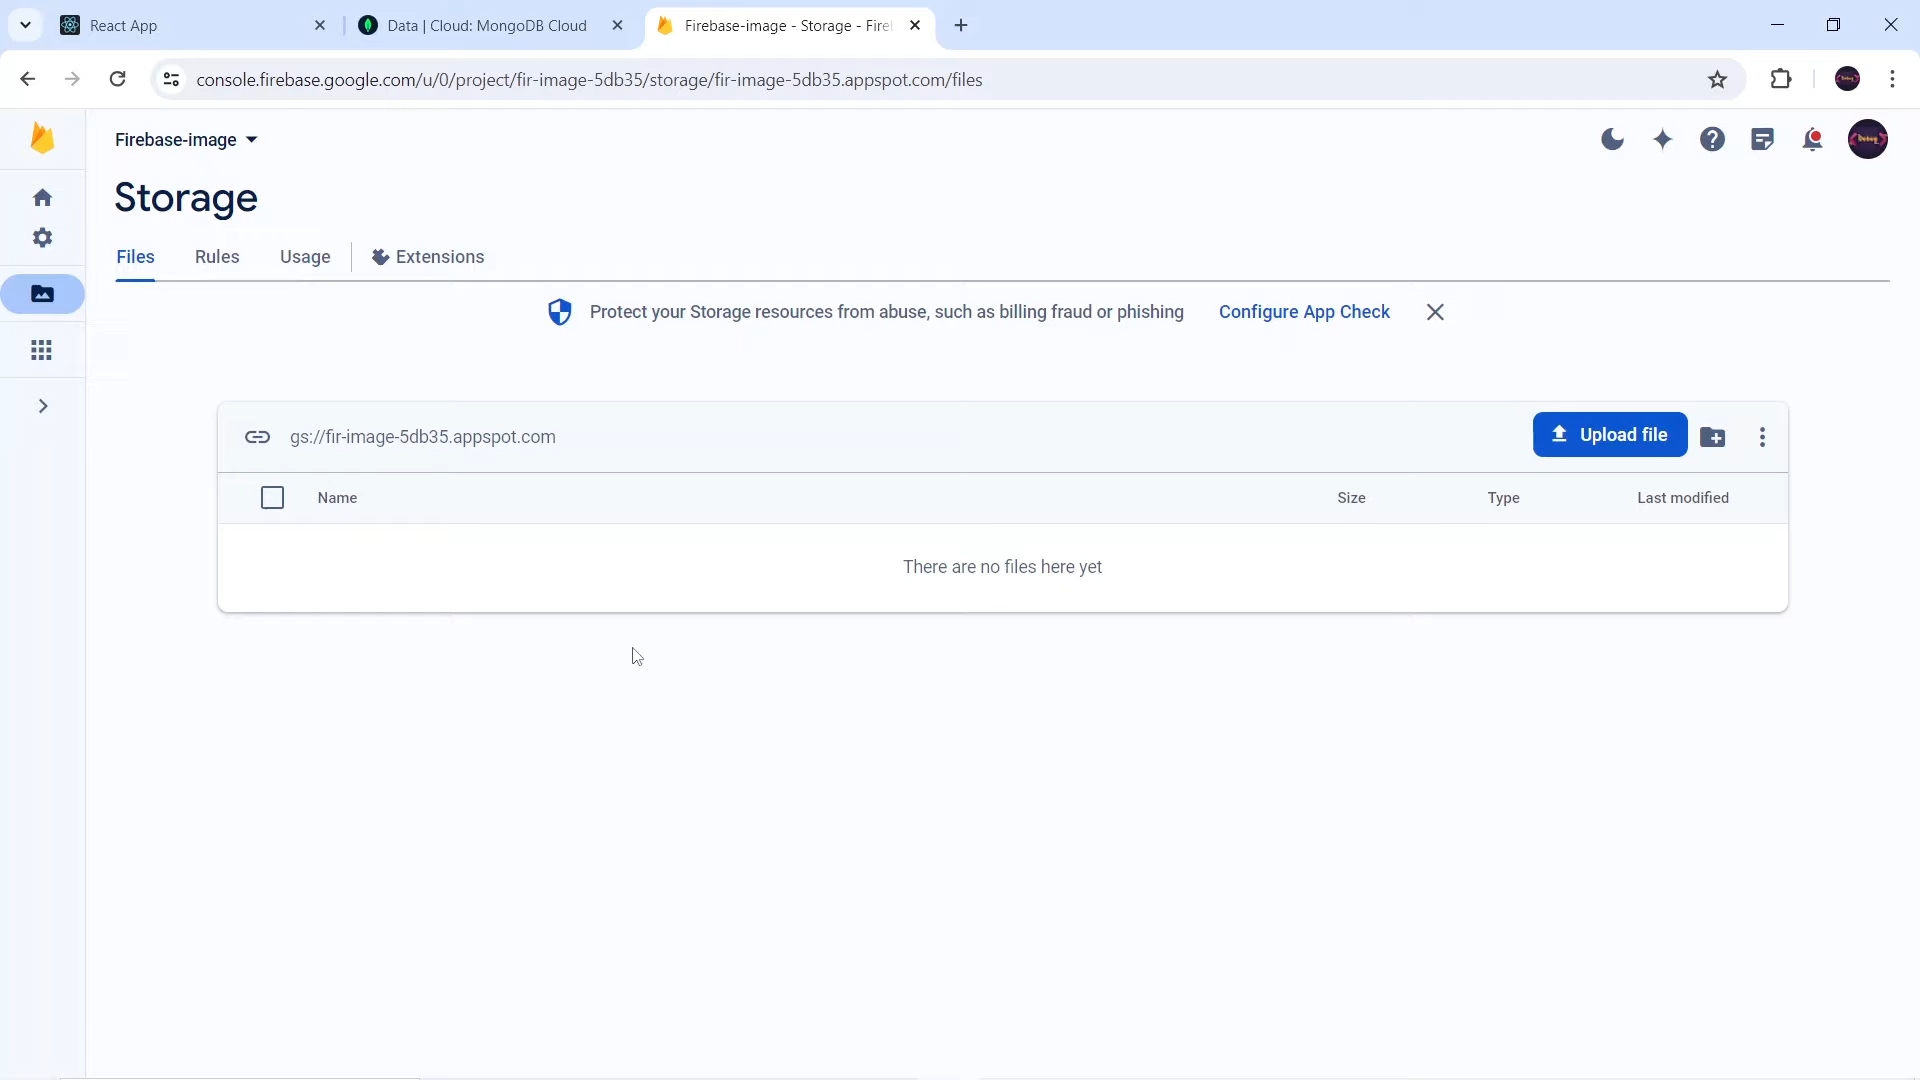 React App
Data | Cloud: MongoDB Cloud
Firebase-image - Storage - Fire
console.firebase.google.com/u/0/project/fir-image-5db35/storage/fir-image-5db35.appspot.com/files
Firebase-image
Storage
Files
Rules
Usage
Extensions
Protect your Storage resources from abuse, such as billing fraud or phishing
Configure App Check
gs://fir-image-5db35.appspot.com
Upload file
Name
Size
Type
Last modified
There are no files here yet